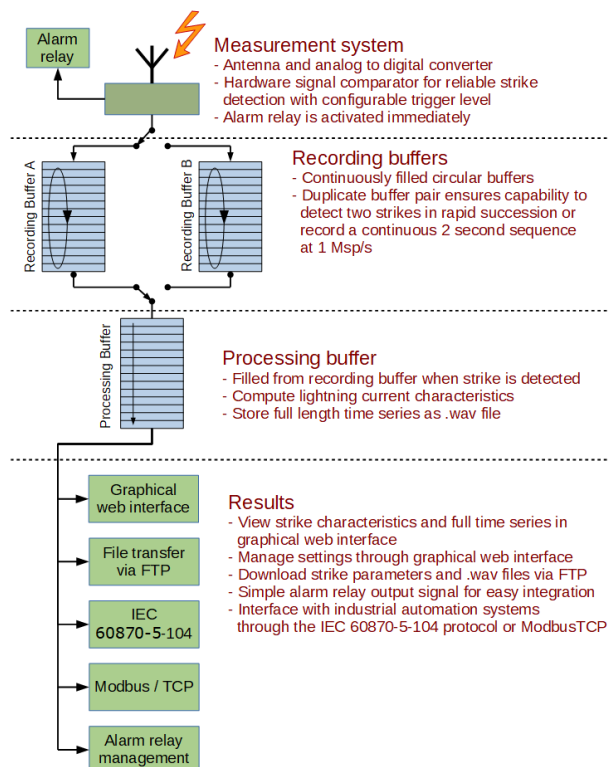 Alarm
relay
Measurement system
- Antenna and analog to digital converter
- Hardware signal comparator for reliable strike
detection with configurable trigger level
- Alarm relay is activated immediately
Recording Buffer A
Recording Buffer B
Recording buffers
- Continuously filled circular buffers
- Duplicate buffer pair ensures capability to
detect two strikes in rapid succession or
record a continuous 2 second sequence
at 1 Msp/s
Processing Buffer
Processing buffer
- Filled from recording buffer when strike is detected
- Compute lightning current characteristics
- Store full length time series as .wav file
Graphical
web interface
File transfer
via FTP
IEC
60870-5-104
Modbus / TCP
Alarm relay
management
Results
- View strike characteristics and full time series in
graphical web interface
- Manage settings through graphical web interface
- Download strike parameters and .wav files via FTP
- Simple alarm relay output signal for easy integration
- Interface with industrial automation systems
through the IEC 60870-5-104 protocol or ModbusTCP